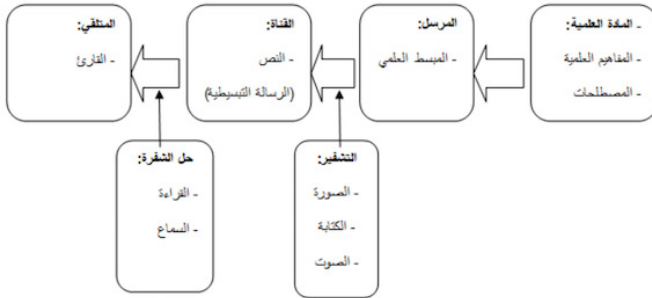 - المادة العلمية:
- المفاهيم العلمية
- المصطلحات
المرسل:
- المبسط العلمي
القناة:
- النص
(الرسالة التبسيطية)
المتلقي:
- القارئ
التشفير:
- الصورة
- الكتابة
- الصوت
حل الشفرة:
- القراءة
- السماع